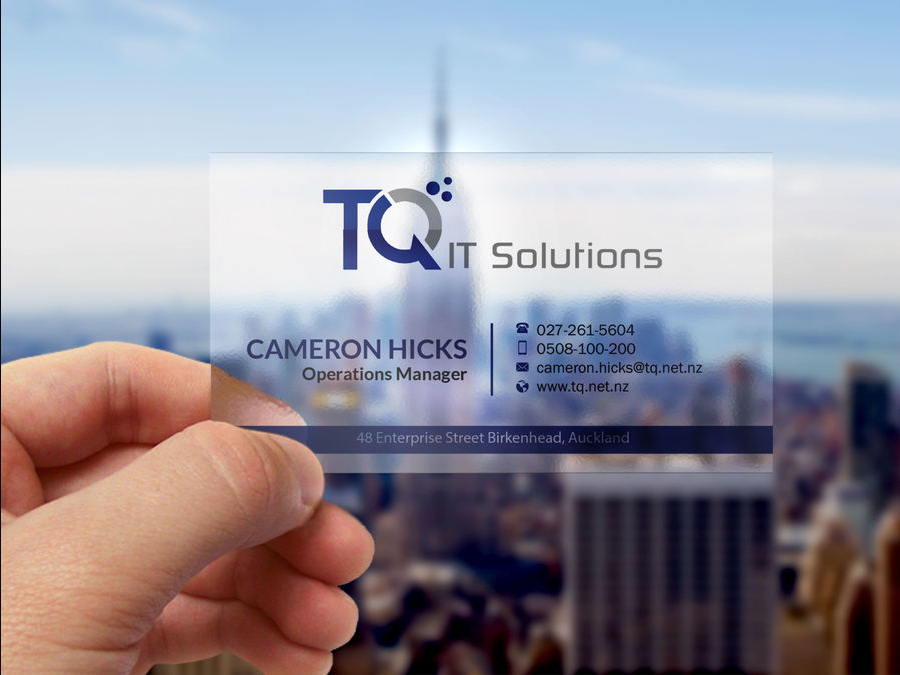 TQ IT Solutions
CAMERON HICKS
Operations Manager
027-261-5604
0508-100-200
cameron.hicks@tq.net.nz
www.tq.net.nz
48 Enterprise Street Birkenhead, Auckland